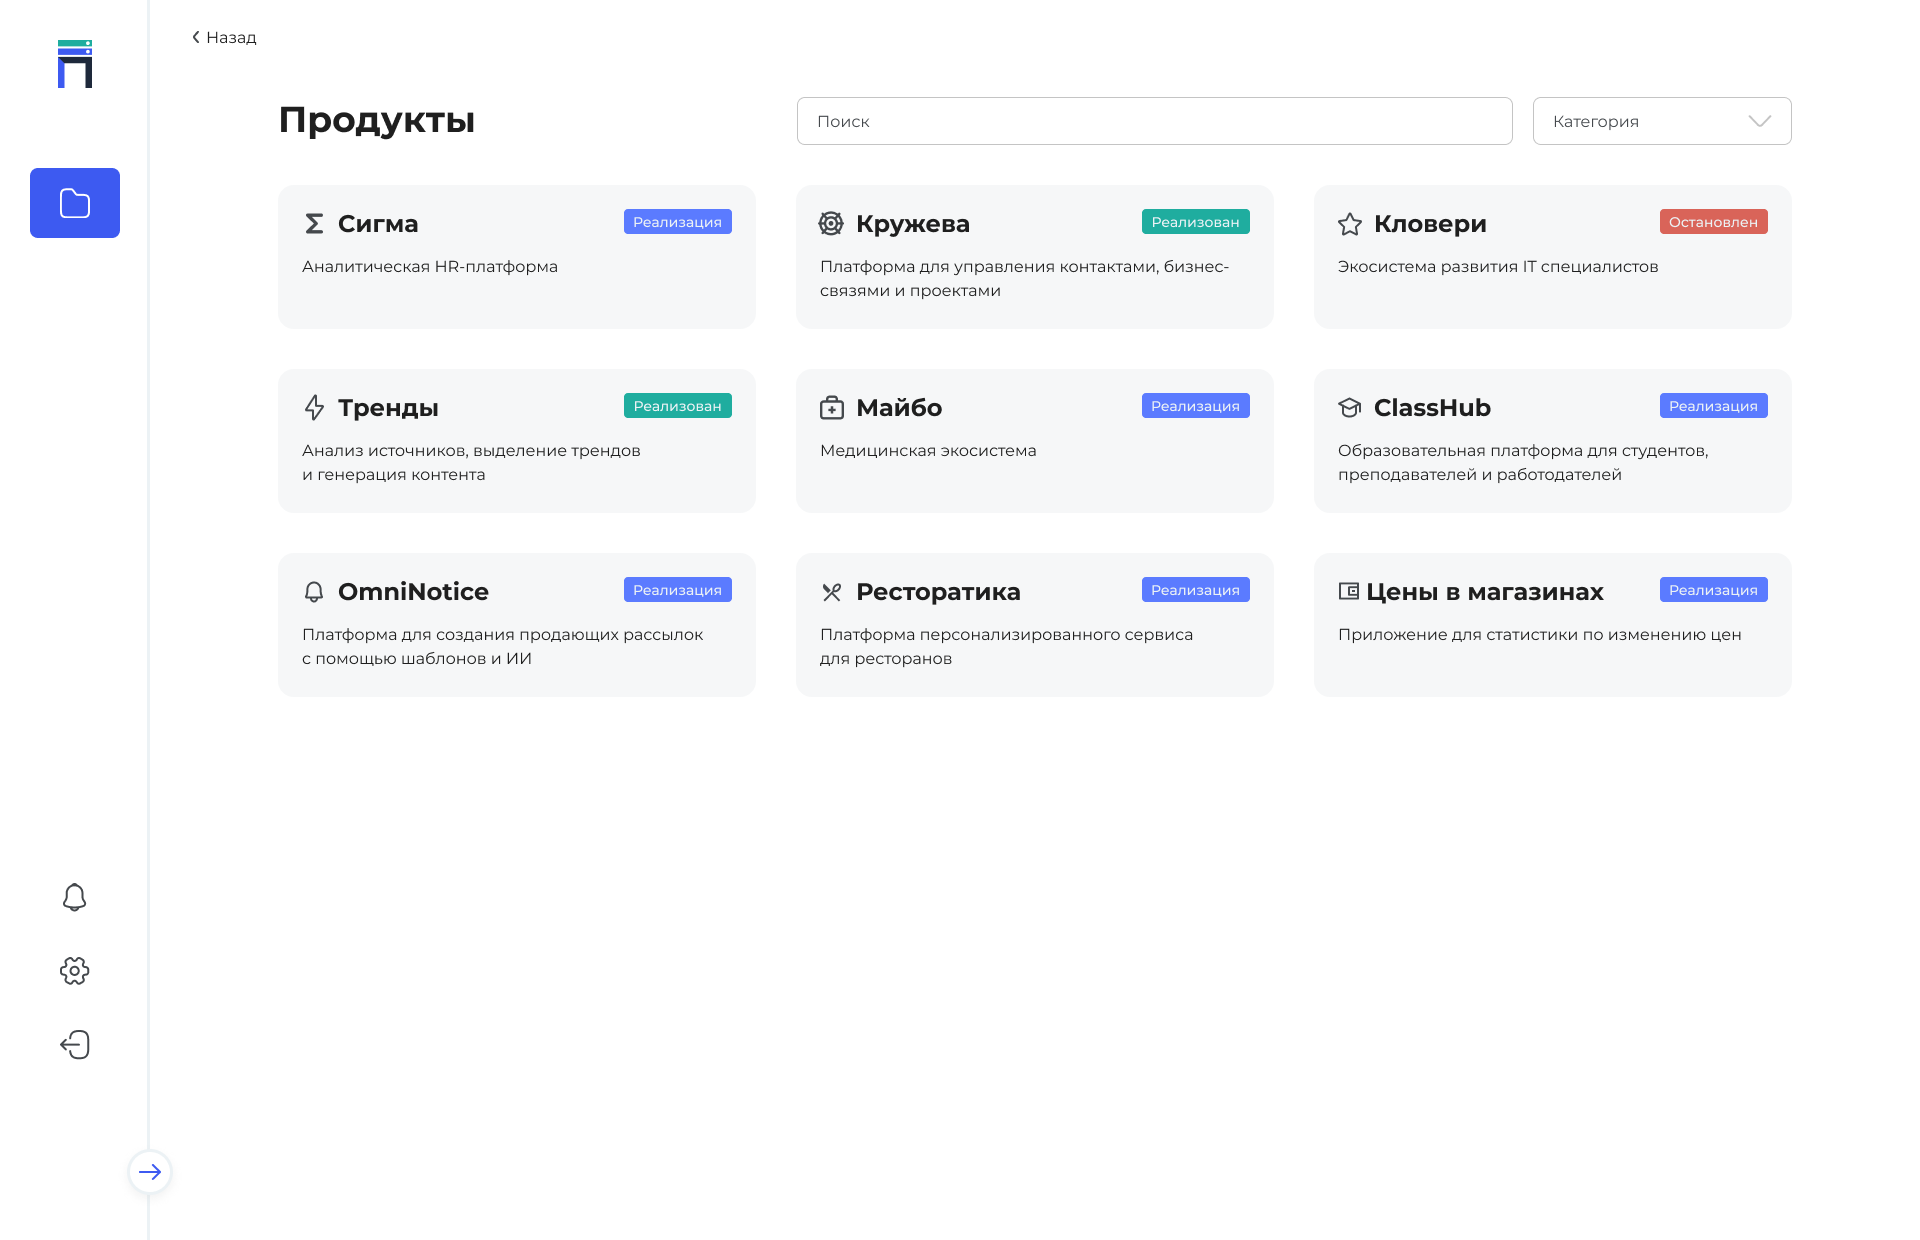 Назад
Продукты
Поиск
Категория
Сигма
Реализация
Аналитическая HR-платформа
Кружева
Реализован
Платформа для управления контактами, бизнес-
связями и проектами
Кловери
Остановлен
Экосистема развития IT специалистов
Тренды
Реализован
Анализ источников, выделение трендов
и генерация контента
Майбо
Реализация
Медицинская экосистема
ClassHub
Реализация
Образовательная платформа для студентов,
преподавателей и работодателей
OmniNotice
Реализация
Платформа для создания продающих рассылок
с помощью шаблонов и ИИ
Ресторатика
Реализация
Платформа персонализированного сервиса
для ресторанов
Цены в магазинах
Реализация
Приложение для статистики по изменению цен